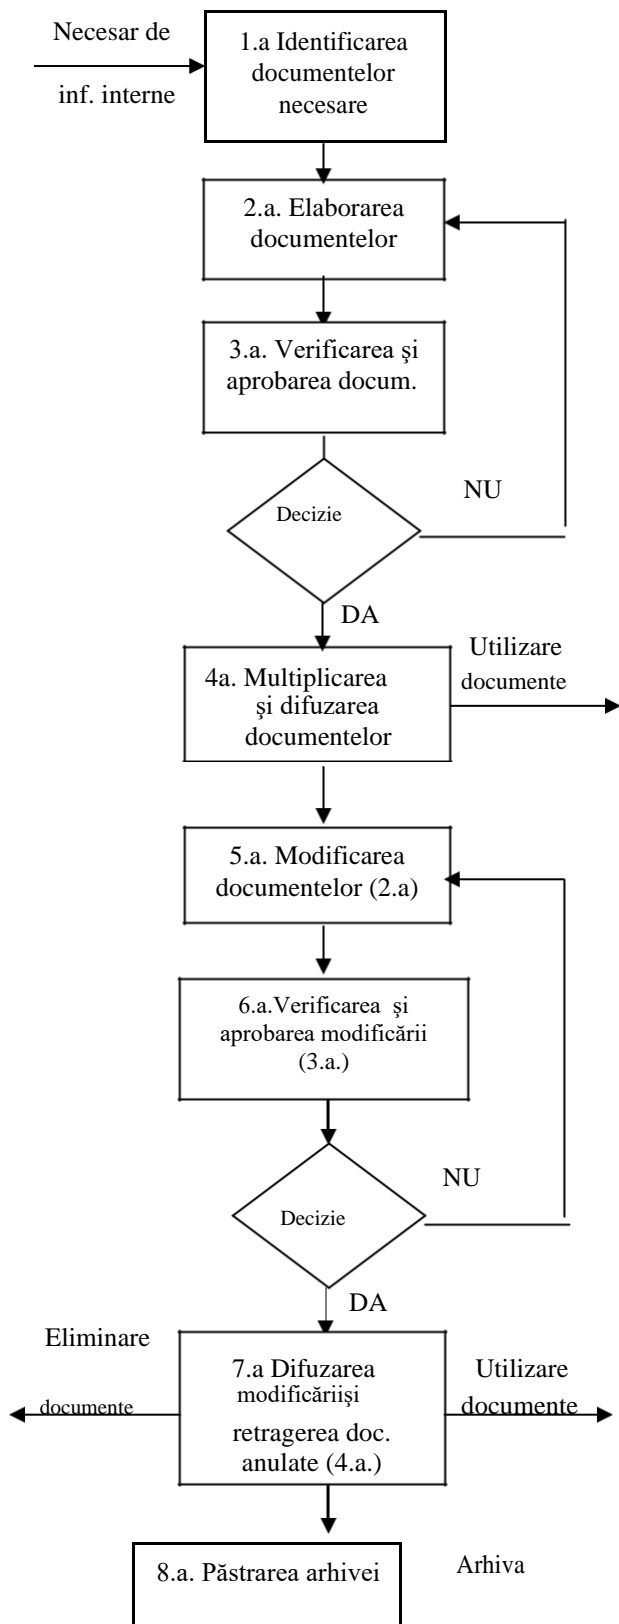 Necesar de
inf. interne
1.a Identificarea
documentelor
necesare
2.a. Elaborarea
documentelor
3.a. Verificarea şi
aprobarea docum.
NU
Decizie
DA
4a. Multiplicarea
şi difuzarea
documentelor
Utilizare
documente
5.a. Modificarea
documentelor (2.a)
6.a.Verificarea şi
aprobarea modificării
(3.a.)
NU
Decizie
DA
Eliminare
documente
7.a Difuzarea
modificăriişi
retragerea doc.
anulate (4.a.)
Utilizare
documente
8.a. Păstrarea arhivei
Arhiva